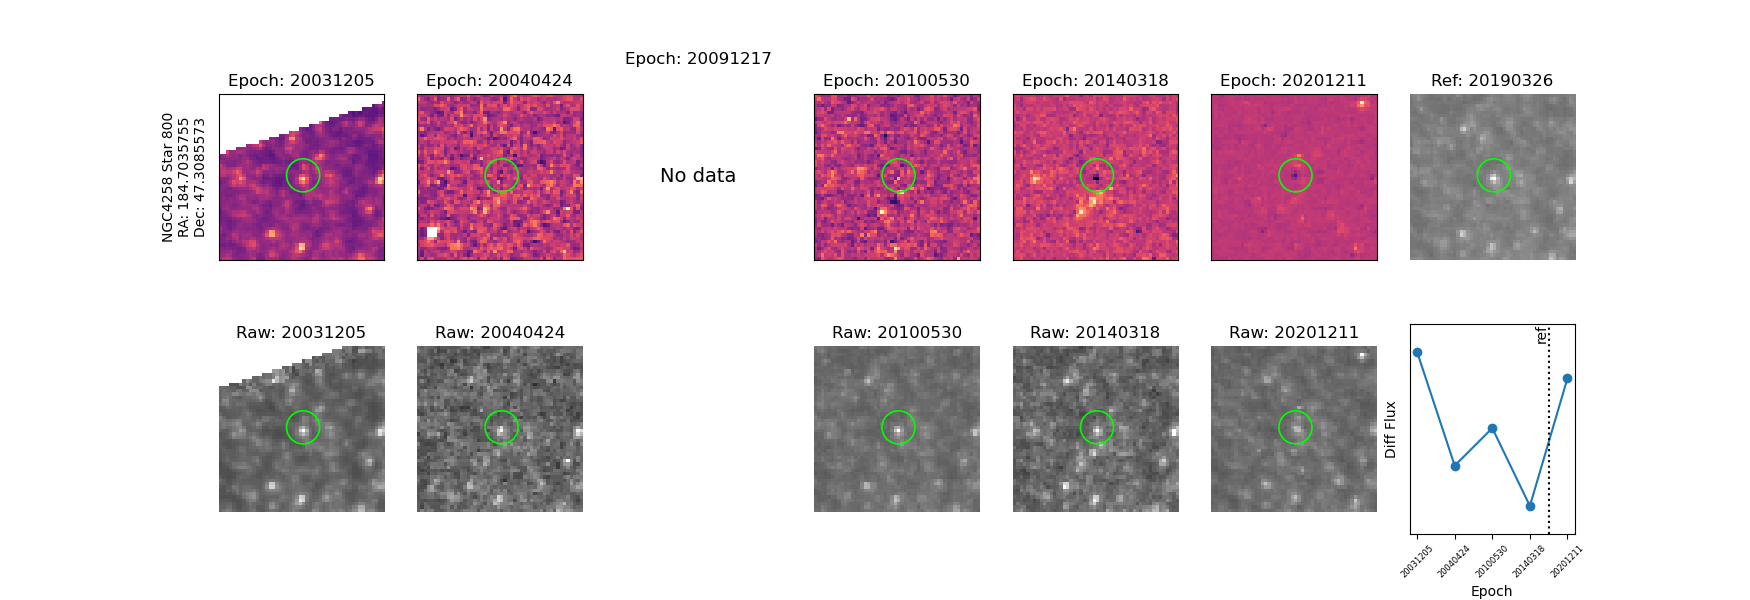 Epoch: 20091217
Epoch: 20031205
Epoch: 20040424
Epoch: 20100530
Epoch: 20140318
Epoch: 20201211
Ref: 20190326
NGC4258 Star 800
RA: 184.7035755
Dec: 47.30855573
No data
Raw: 20031205
Raw: 20040424
Raw: 20100530
Raw: 20140318
Raw: 20201211
ref
Diff Flux
20031205
20040424
20100530
20140318
20201211
Epoch